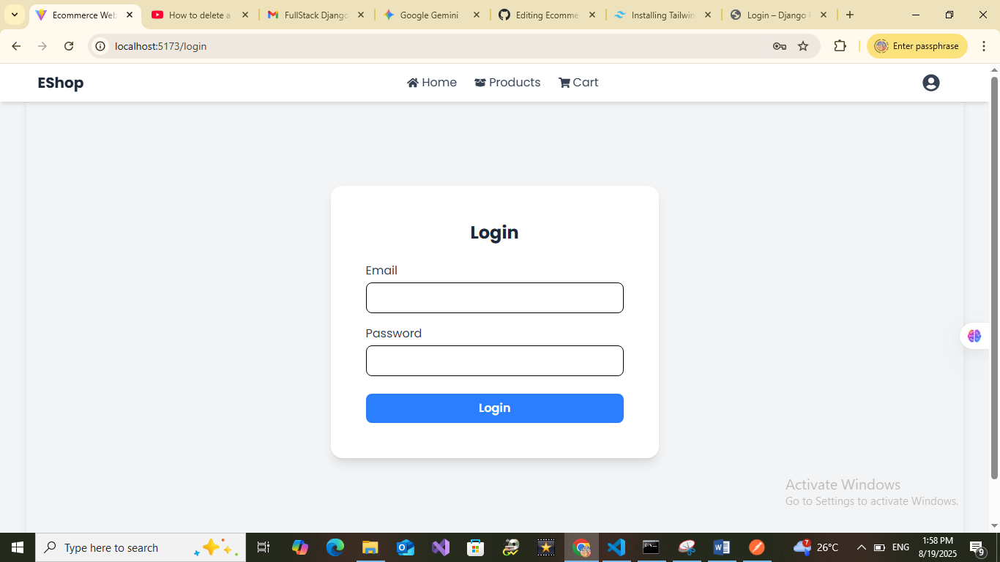 Ecommerce Web
How to delete a
FullStack Django
Google Gemini
Editing Ecomme
Installing Tailwin
Login – Django
localhost:5173/login
Enter passphrase
EShop
Home
Products
Cart
Login
Email
Password
Login
Activate Windows
Go to Settings to activate Windows.
Type here to search
7
26°C
ENG
1:58 PM
8/19/2025
9